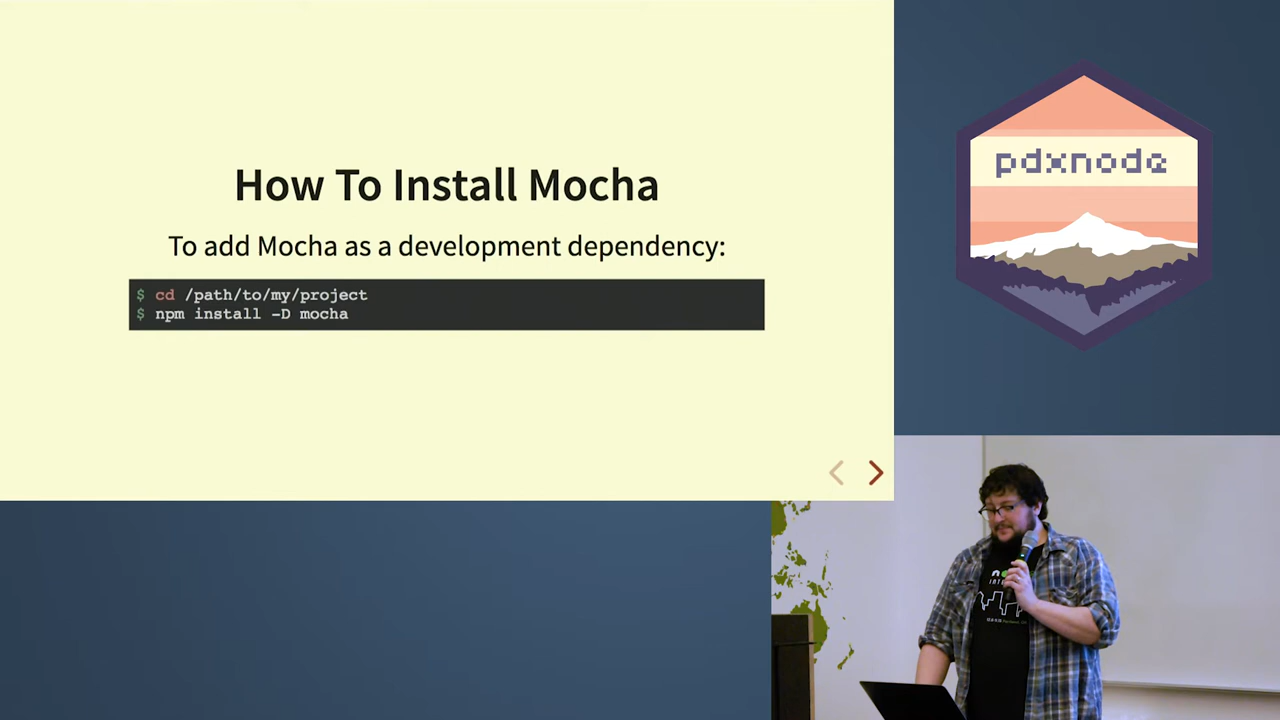 How To Install Mocha
To add Mocha as a development dependency:
$ cd /path/to/my/project
$ npm install -D mocha
pdxnode